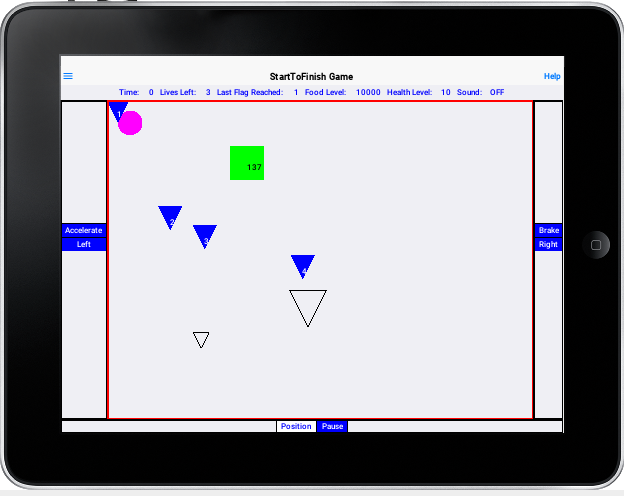 StartToFinish Game
Help
Time: 0 Lives Left: 3 Last Flag Reached: 1 Food Level: 10000 Health Level: 10 Sound: OFF
1
137
2
3
4
Accelerate
Left
Brake
Right
Position
Pause